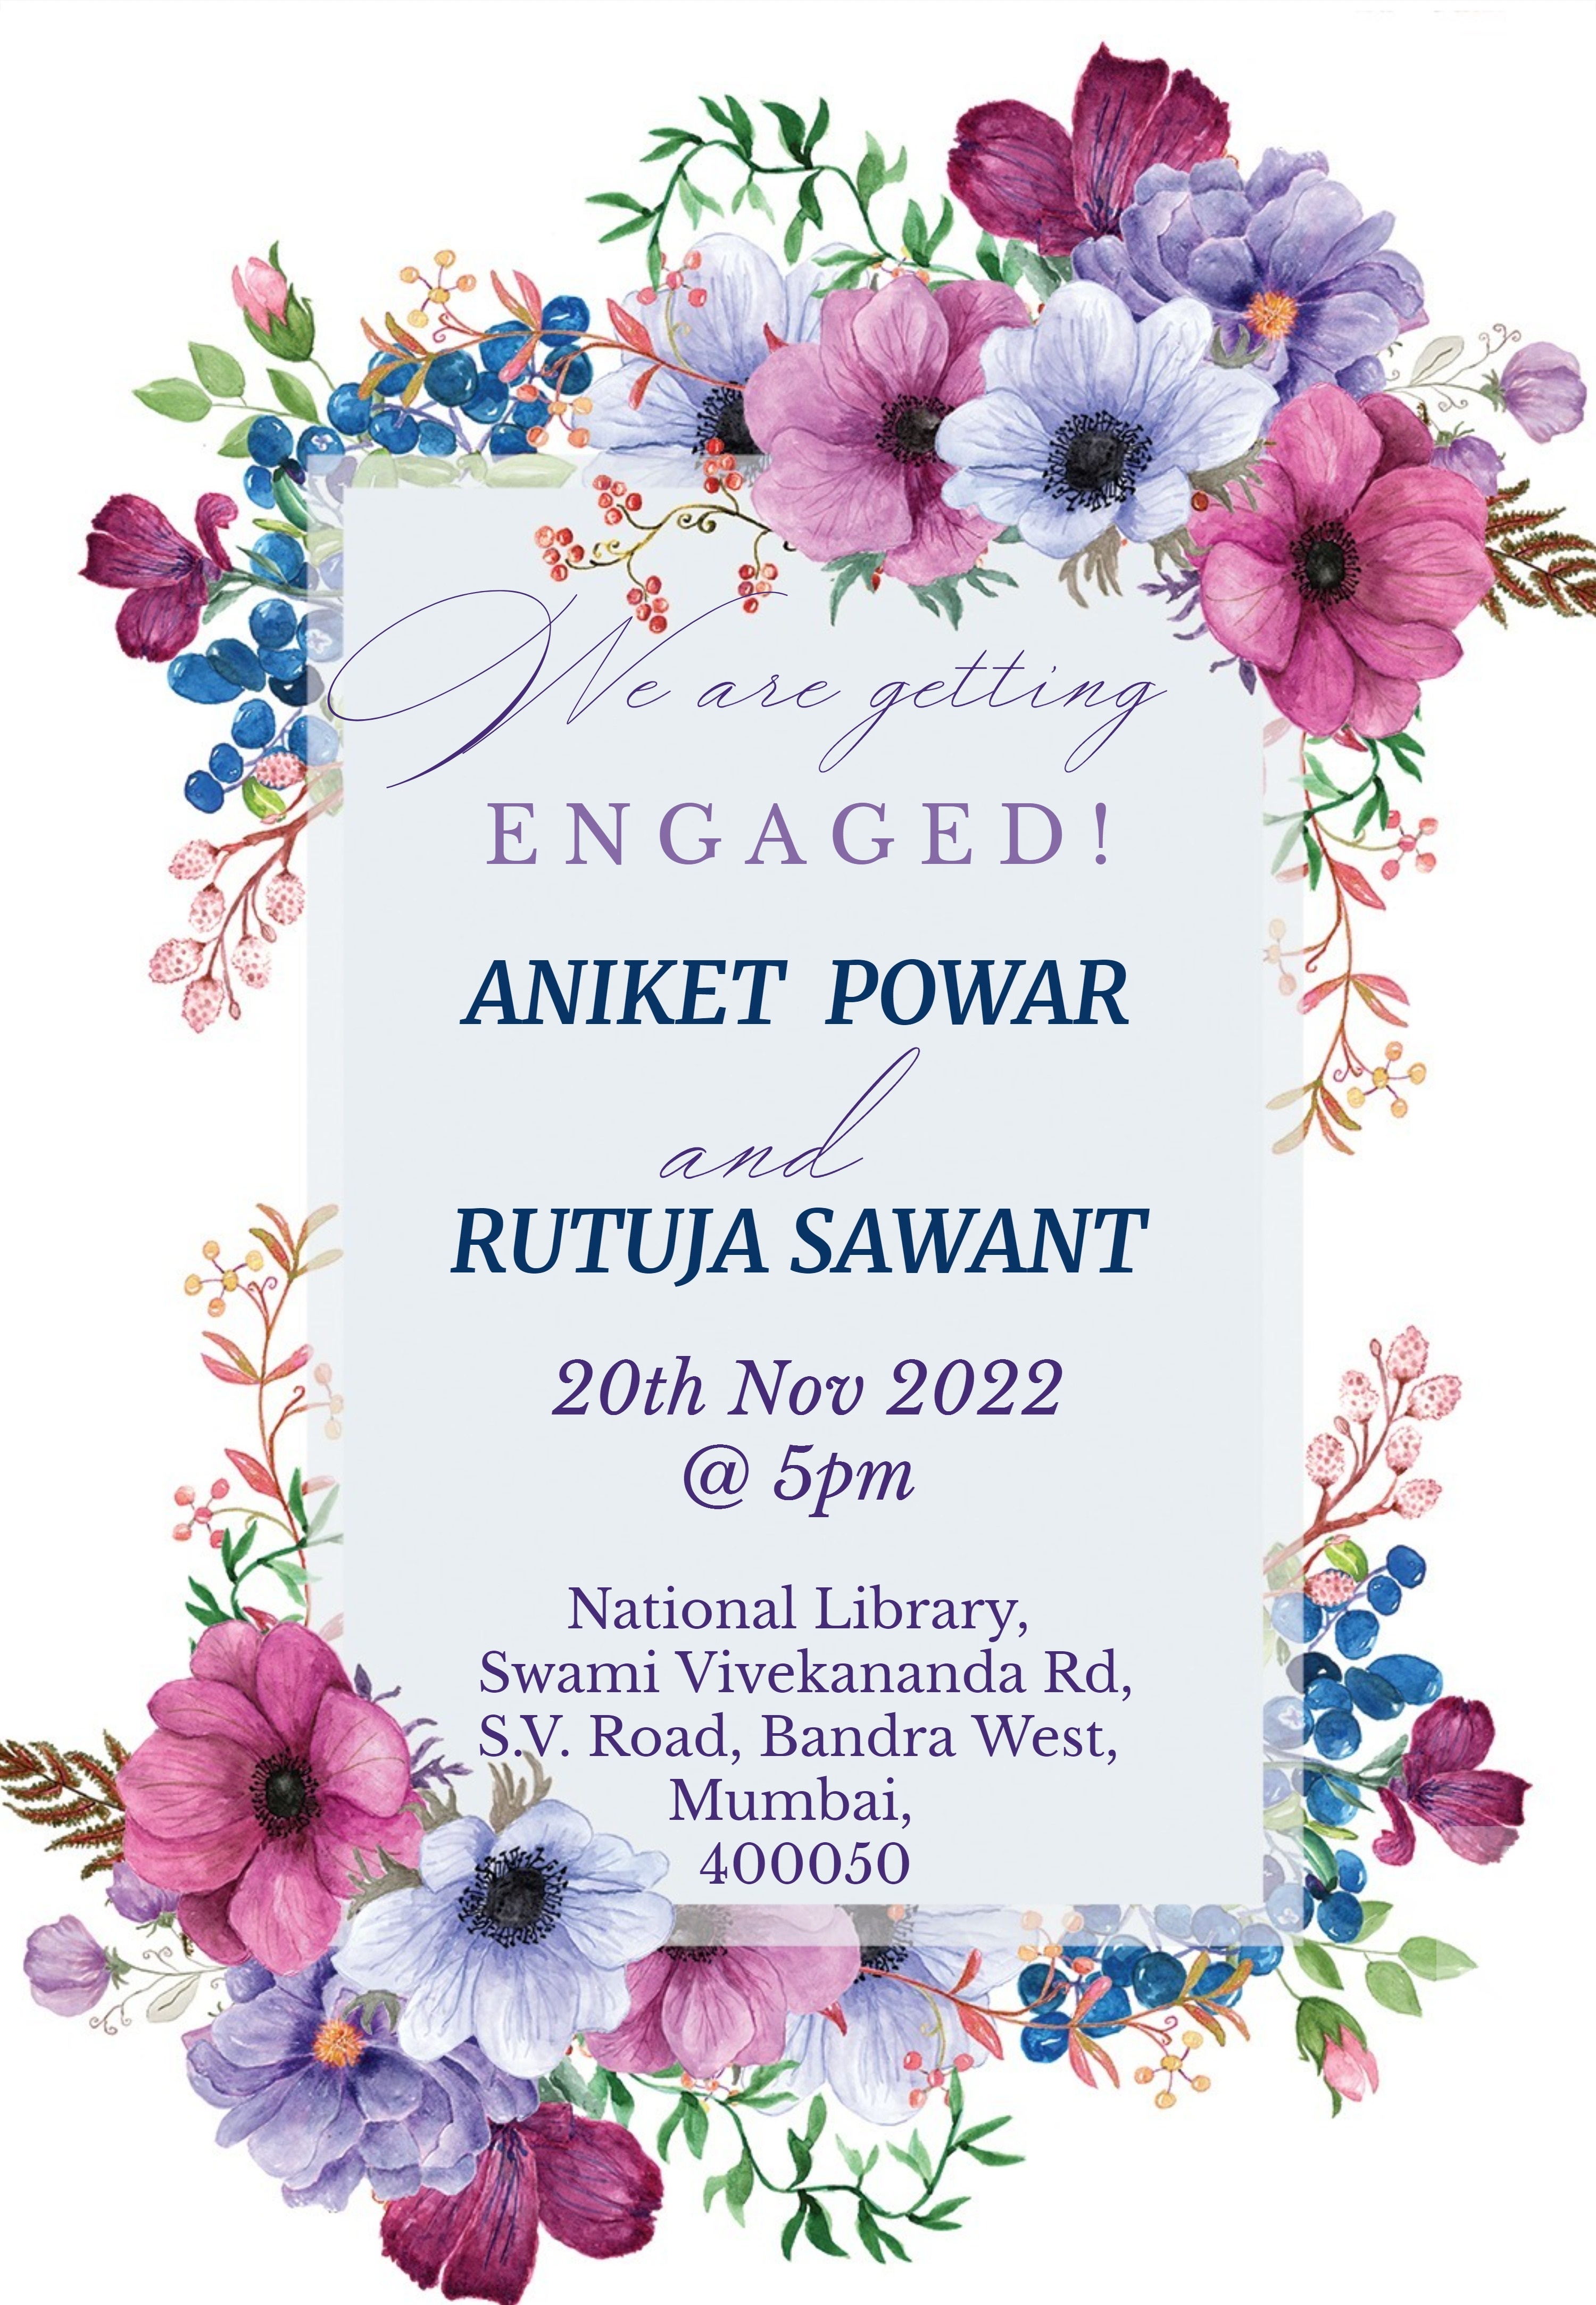 We are getting
ENGAGED!
ANIKET POWAR
and
RUTUJA SAWANT
20th Nov 2022
@ 5pm
National Library,
Swami Vivekananda Rd,
S.V. Road, Bandra West,
Mumbai,
400050